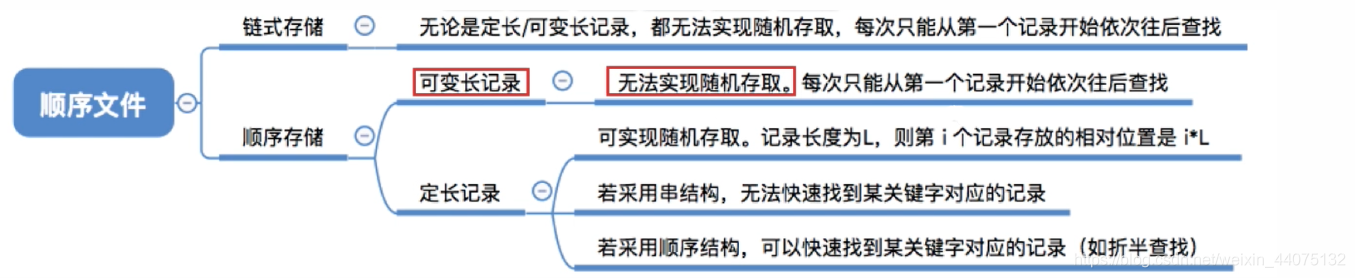 链式存储
无论是定长/可变长记录，都无法实现随机存取，每次只能从第一个记录开始依次往后查找
顺序文件
可变长记录
无法实现随机存取。每次只能从第一个记录开始依次往后查找
顺序存储
可实现随机存取。记录长度为L，则第 i 个记录存放的相对位置是 i*L
定长记录
若采用串结构，无法快速找到某关键字对应的记录
若采用顺序结构，可以快速找到某关键字对应的记录（如折半查找）
https://blog.csdn.net/weixin_44075132